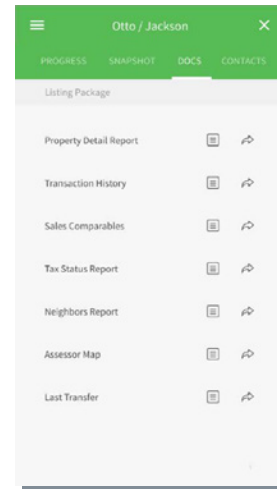 Otto / Jackson
PROGRESS SNAPSHOT DOCS CONTACTS
Listing Package
Property Detail Report
Transaction History
Sales Comparables
Tax Status Report
Neighbors Report
Assessor Map
Last Transfer